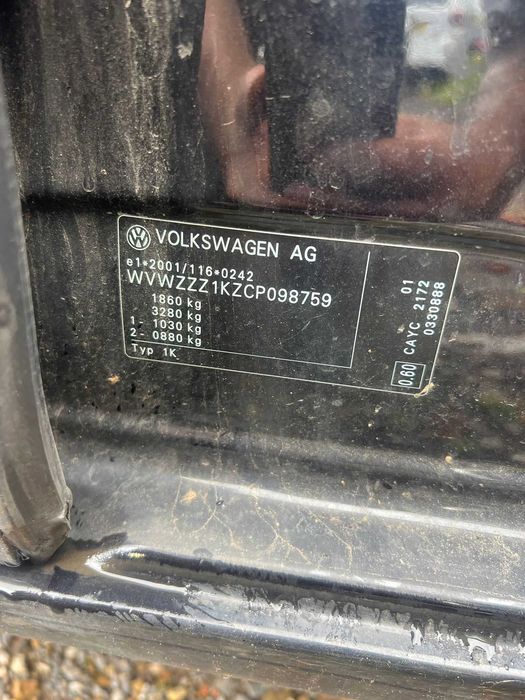 VOLKSWAGEN AG
e1*2001/116*0242
WVWZZZ1KZCP098759
1860 kg
3280 kg
1 - 1030 kg
2 - 0880 kg
Typ 1K
0.60 CAYC 2172 01
0330888